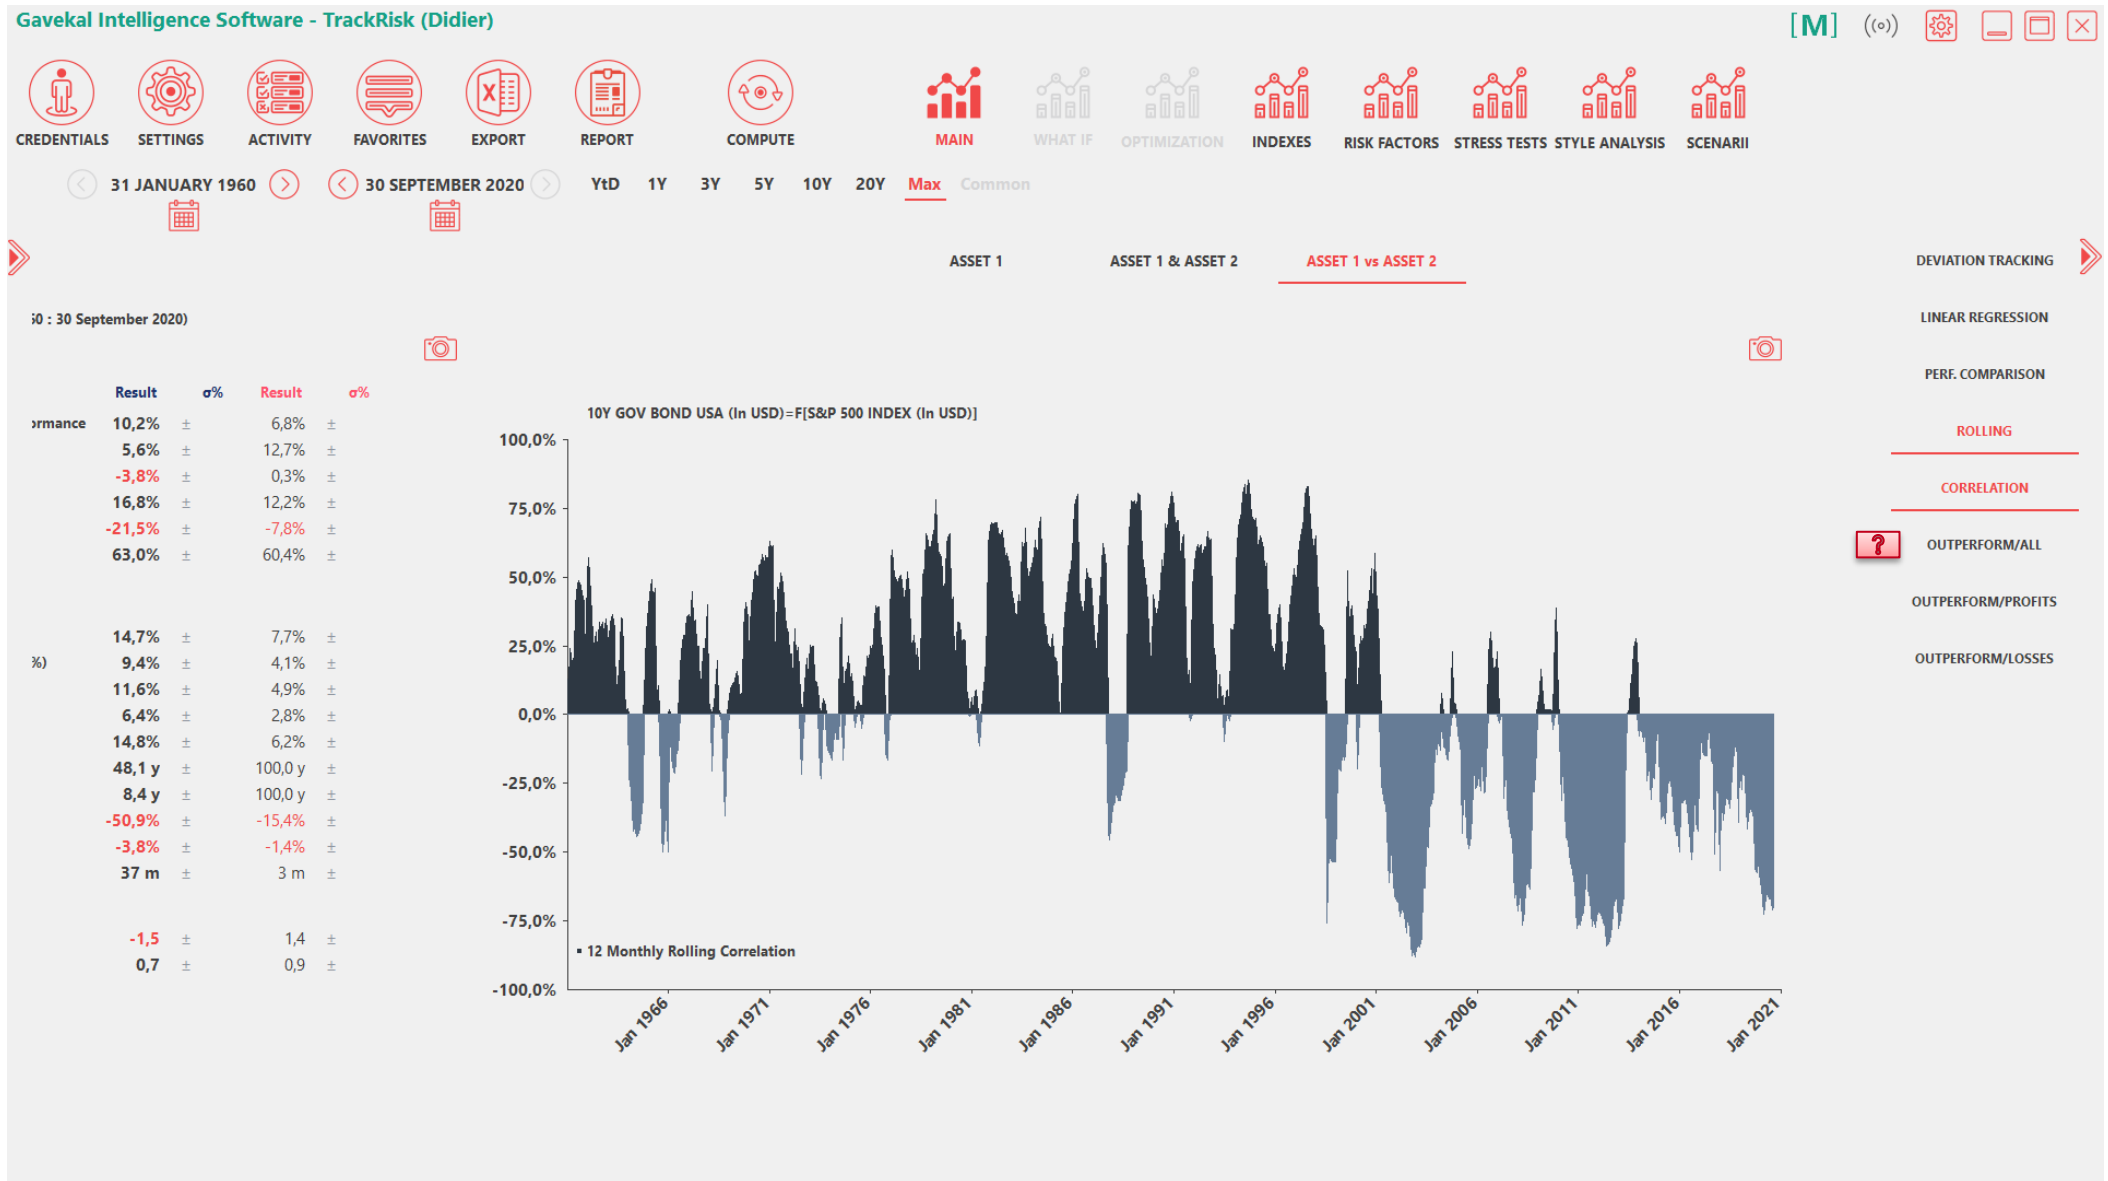 Gavekal Intelligence Software - TrackRisk (Didier)
[M]
CREDENTIALS SETTINGS ACTIVITY FAVORITES EXPORT REPORT COMPUTE MAIN WHAT IF OPTIMIZATION INDEXES RISK FACTORS STRESS TESTS STYLE ANALYSIS SCENARII
31 JANUARY 1960 30 SEPTEMBER 2020 YtD 1Y 3Y 5Y 10Y 20Y Max Common
ASSET 1 ASSET 1 & ASSET 2 ASSET 1 vs ASSET 2
60 : 30 September 2020)
Result σ% Result σ%
ormance 10,2% ± 6,8% ±
5,6% ± 12,7% ±
-3,8% ± 0,3% ±
16,8% ± 12,2% ±
-21,5% ± -7,8% ±
63,0% ± 60,4% ±
14,7% ± 7,7% ±
%) 9,4% ± 4,1% ±
11,6% ± 4,9% ±
6,4% ± 2,8% ±
14,8% ± 6,2% ±
48,1 y ± 100,0 y ±
8,4 y ± 100,0 y ±
-50,9% ± -15,4% ±
-3,8% ± -1,4% ±
37 m ± 3 m ±
-1,5 ± 1,4 ±
0,7 ± 0,9 ±
10Y GOV BOND USA (In USD)=F[S&P 500 INDEX (In USD)]
100,0%
75,0%
50,0%
25,0%
0,0%
-25,0%
-50,0%
-75,0%
-100,0%
12 Monthly Rolling Correlation
Jan 1966 Jan 1971 Jan 1976 Jan 1981 Jan 1986 Jan 1991 Jan 1996 Jan 2001 Jan 2006 Jan 2011 Jan 2016 Jan 2021
DEVIATION TRACKING
LINEAR REGRESSION
PERF. COMPARISON
ROLLING
CORRELATION
? OUTPERFORM/ALL
OUTPERFORM/PROFITS
OUTPERFORM/LOSSES